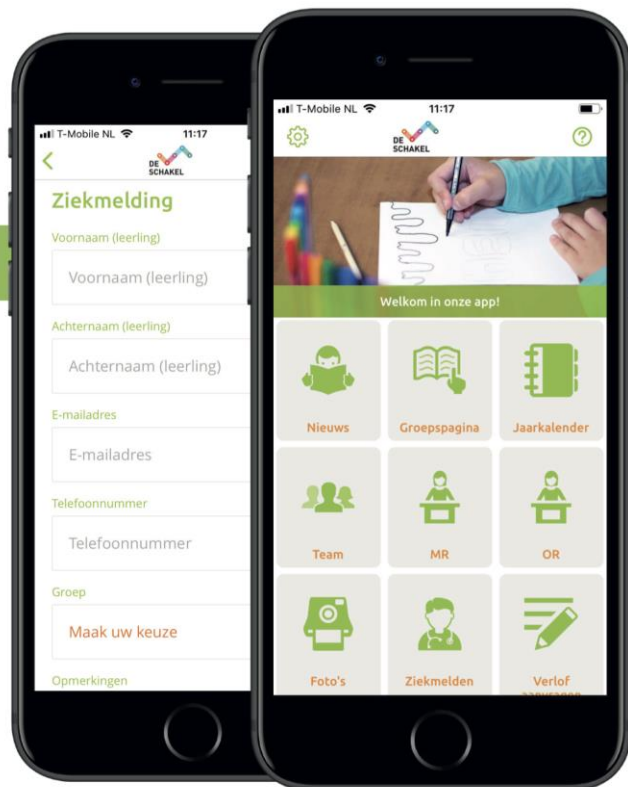 T-Mobile NL 11:17
DE
SCHAKEL
Ziekmelding
Voornaam (leerling)
Voornaam (leerling)
Achternaam (leerling)
Achternaam (leerling)
E-mailadres
E-mailadres
Telefoonnummer
Telefoonnummer
Groep
Maak uw keuze
Opmerkingen
T-Mobile NL 11:17
DE
SCHAKEL
?
Welkom in onze app!
Nieuws Groepspagina Jaarkalender
Team MR OR
Foto's Ziekmelden Verlof
aanvragen